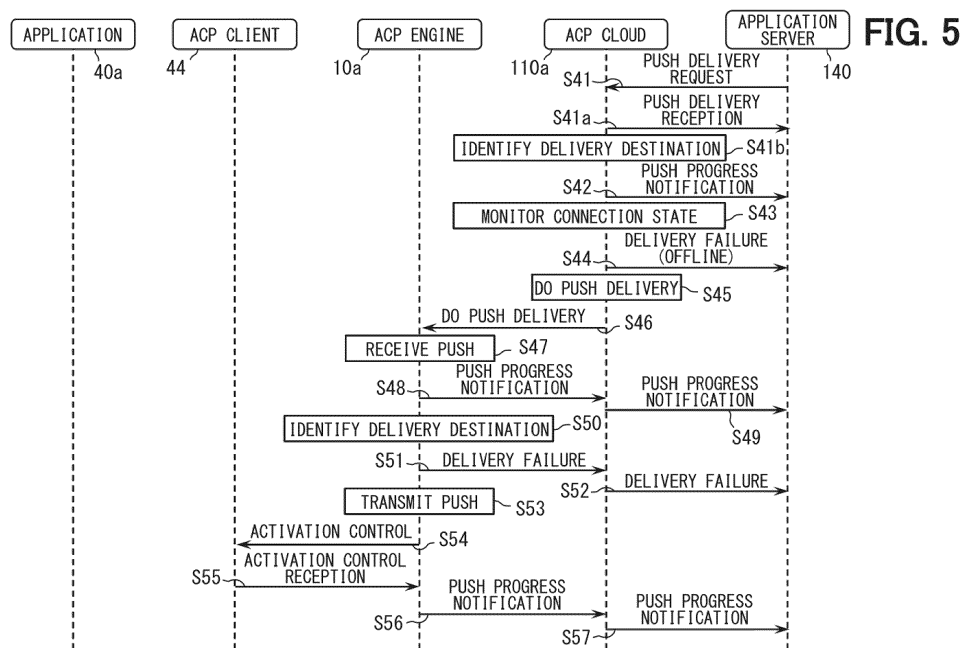 FIG. 5
APPLICATION
40a
ACP CLIENT
44
ACP ENGINE
10a
ACP CLOUD
110a
APPLICATION
SERVER
140
S41
PUSH DELIVERY
REQUEST
S41a
PUSH DELIVERY
RECEPTION
IDENTIFY DELIVERY DESTINATION
S41b
S42
PUSH PROGRESS
NOTIFICATION
MONITOR CONNECTION STATE
S43
S44
DELIVERY FAILURE
(OFFLINE)
DO PUSH DELIVERY
S45
DO PUSH DELIVERY
S46
RECEIVE PUSH
S47
S48
PUSH PROGRESS
NOTIFICATION
PUSH PROGRESS
NOTIFICATION
S49
IDENTIFY DELIVERY DESTINATION
S50
S51
DELIVERY FAILURE
S52
DELIVERY FAILURE
TRANSMIT PUSH
S53
ACTIVATION CONTROL
S54
S55
ACTIVATION CONTROL
RECEPTION
S56
PUSH PROGRESS
NOTIFICATION
S57
PUSH PROGRESS
NOTIFICATION